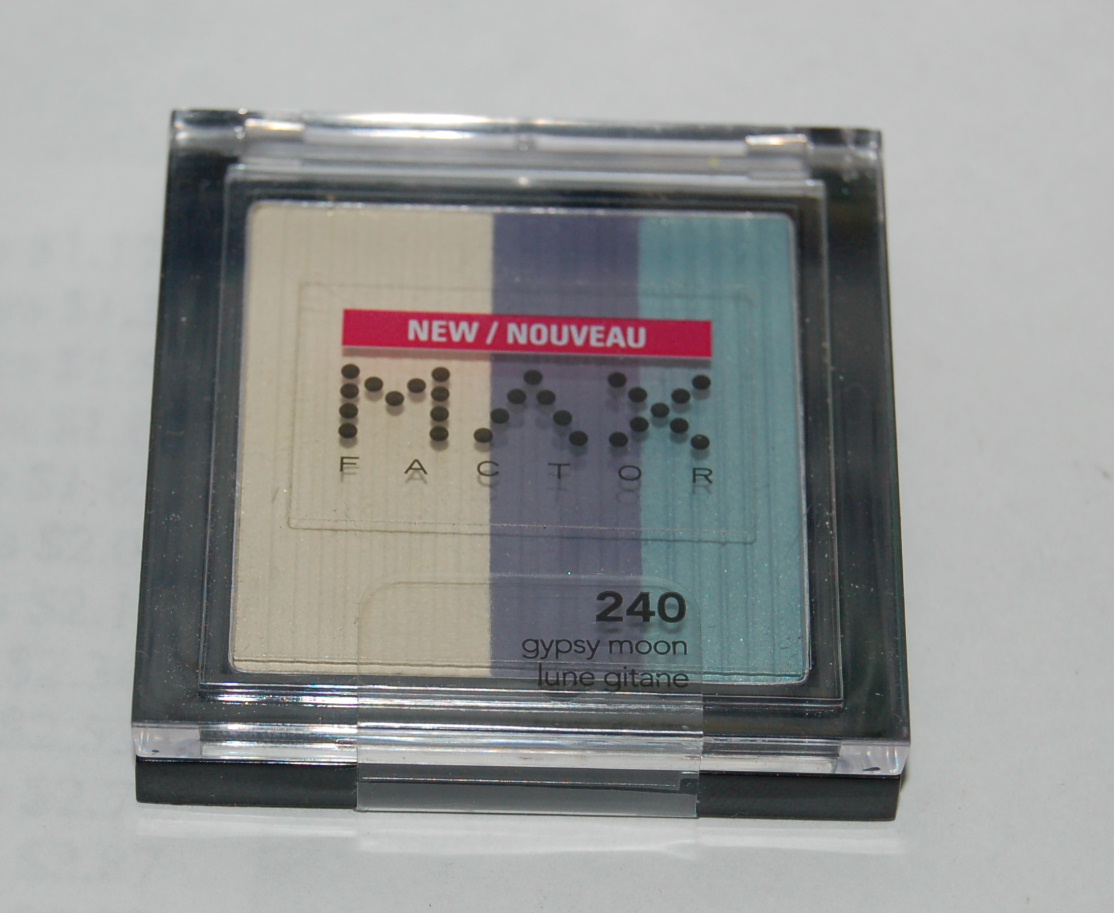 NEW / NOUVEAU
MAX
FACTOR
240
gypsy moon
lune gitane